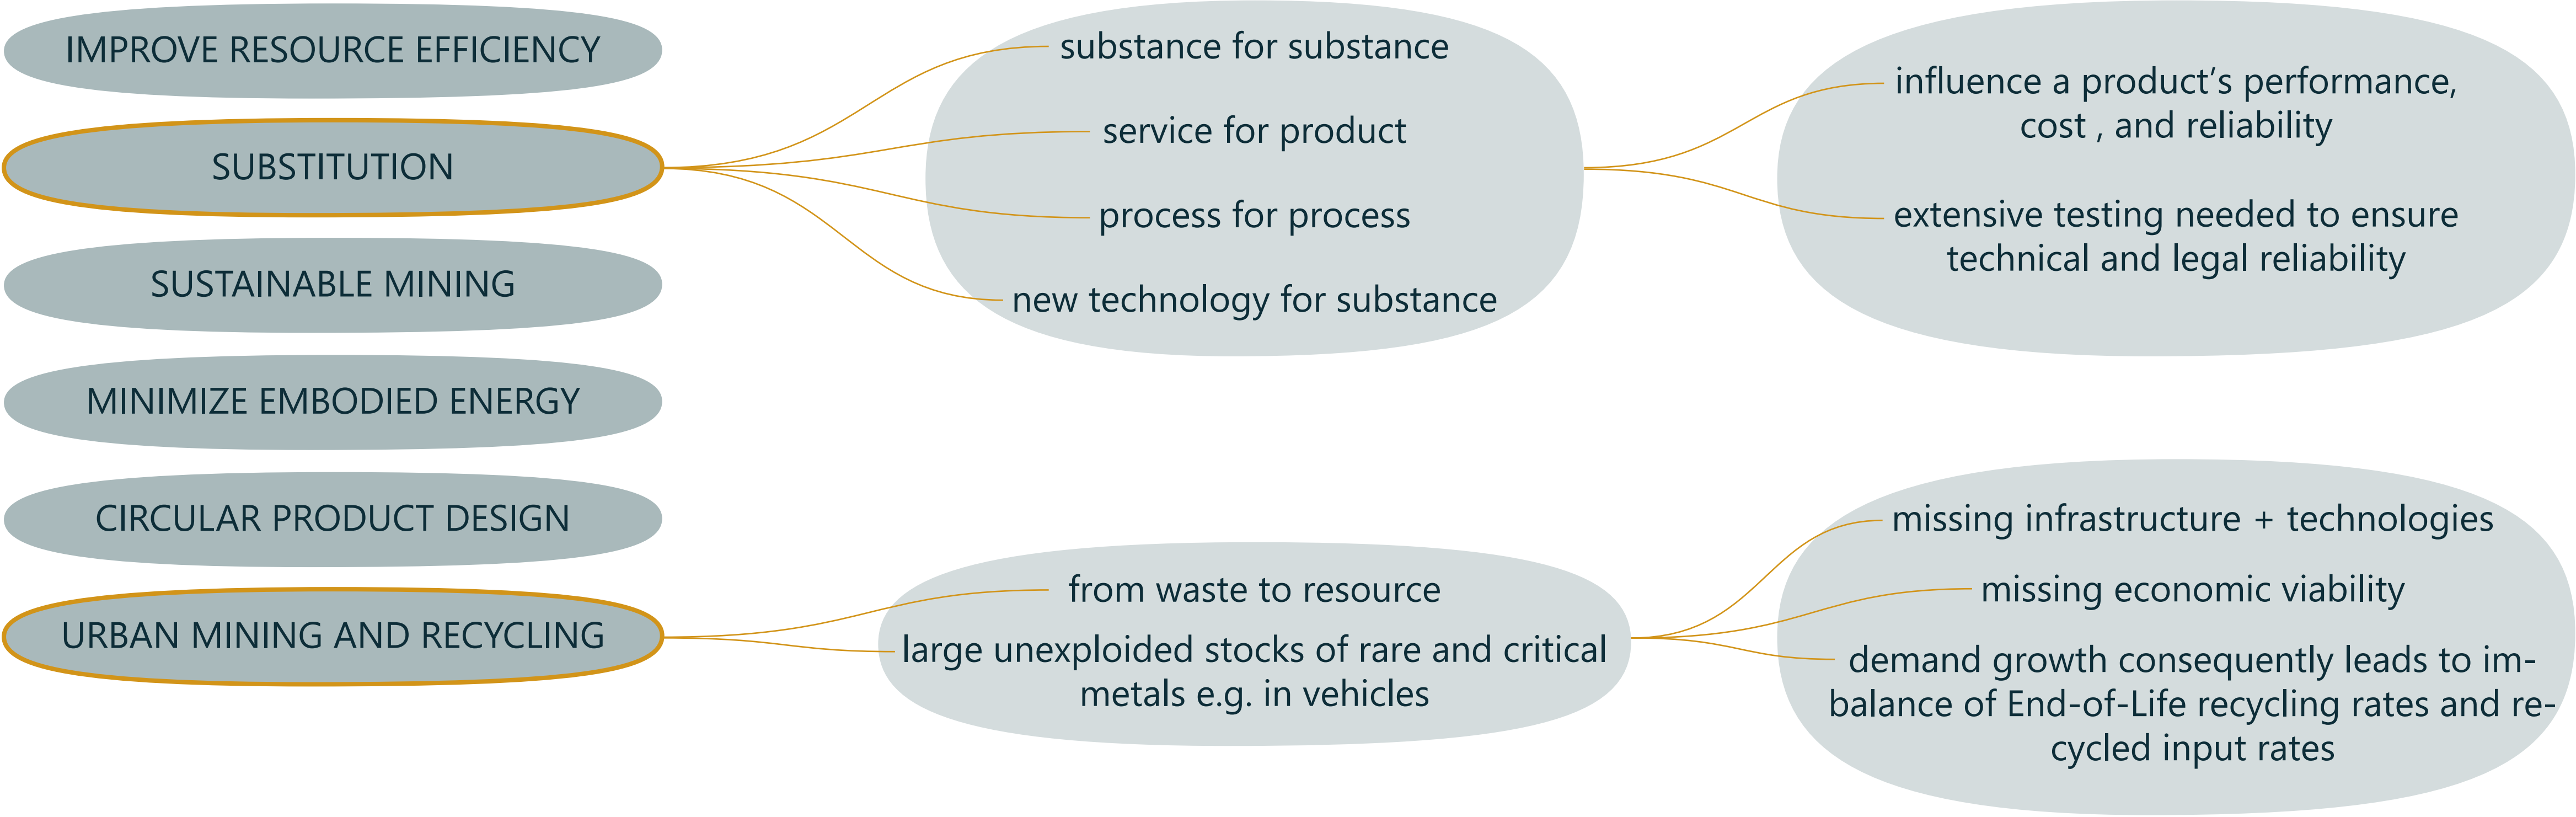 IMPROVE RESOURCE EFFICIENCY
SUBSTITUTION
SUSTAINABLE MINING
MINIMIZE EMBODIED ENERGY
CIRCULAR PRODUCT DESIGN
URBAN MINING AND RECYCLING
substance for substance
service for product
process for process
new technology for substance
influence a product’s performance,
cost , and reliability
extensive testing needed to ensure
technical and legal reliability
from waste to resource
large unexploided stocks of rare and critical
metals e.g. in vehicles
missing infrastructure + technologies
missing economic viability
demand growth consequently leads to im-
balance of End-of-Life recycling rates and re-
cycled input rates